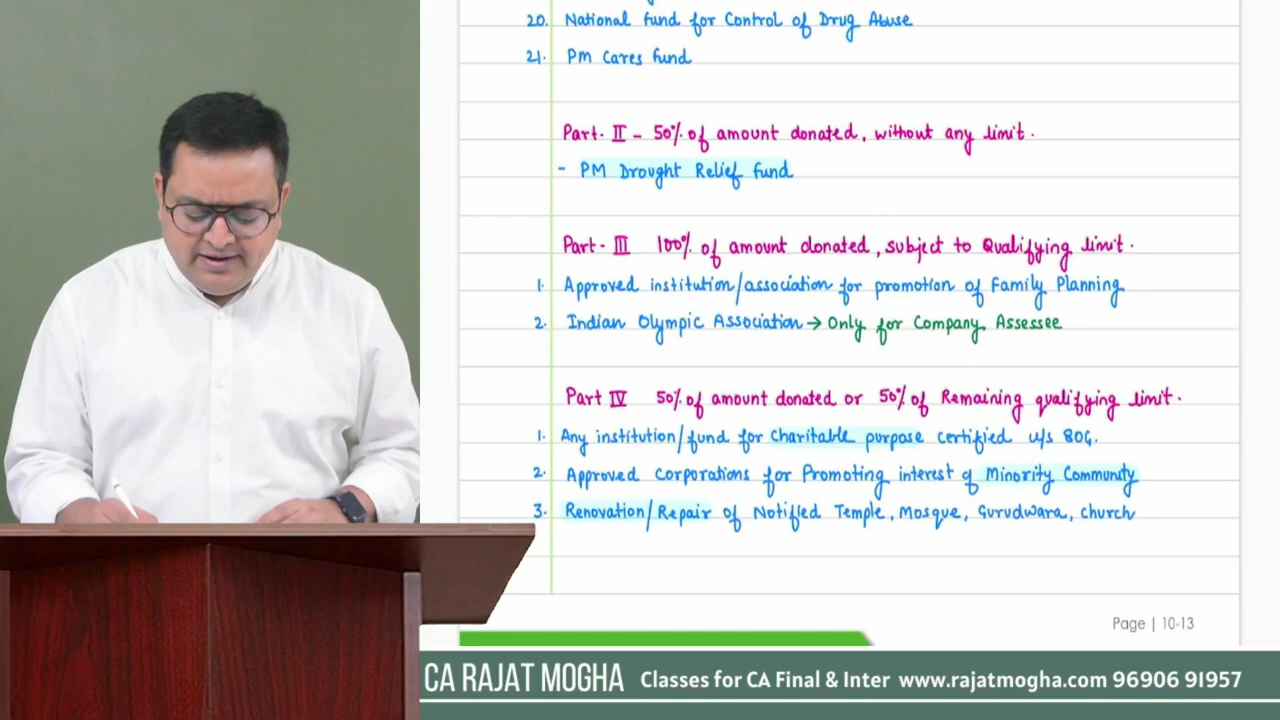 20. National fund for Control of Drug Abuse
21. PM Cares fund
Part. II - 50% of amount donated, without any limit.
- PM Drought Relief fund
Part- III 100% of amount donated, subject to Qualifying limit.
1. Approved institution/association for promotion of Family Planning
2. Indian Olympic Association → Only for Company Assessee
Part IV 50% of amount donated or 50% of Remaining qualifying limit.
1. Any institution/fund for Charitable purpose certified u/s 80G.
2. Approved Corporations for Promoting interest of Minority Community
3. Renovation/Repair of Notified Temple, Mosque, Gurudwara, Church
Page | 10-13
CA RAJAT MOGHA Classes for CA Final & Inter www.rajatmogha.com 96906 91957